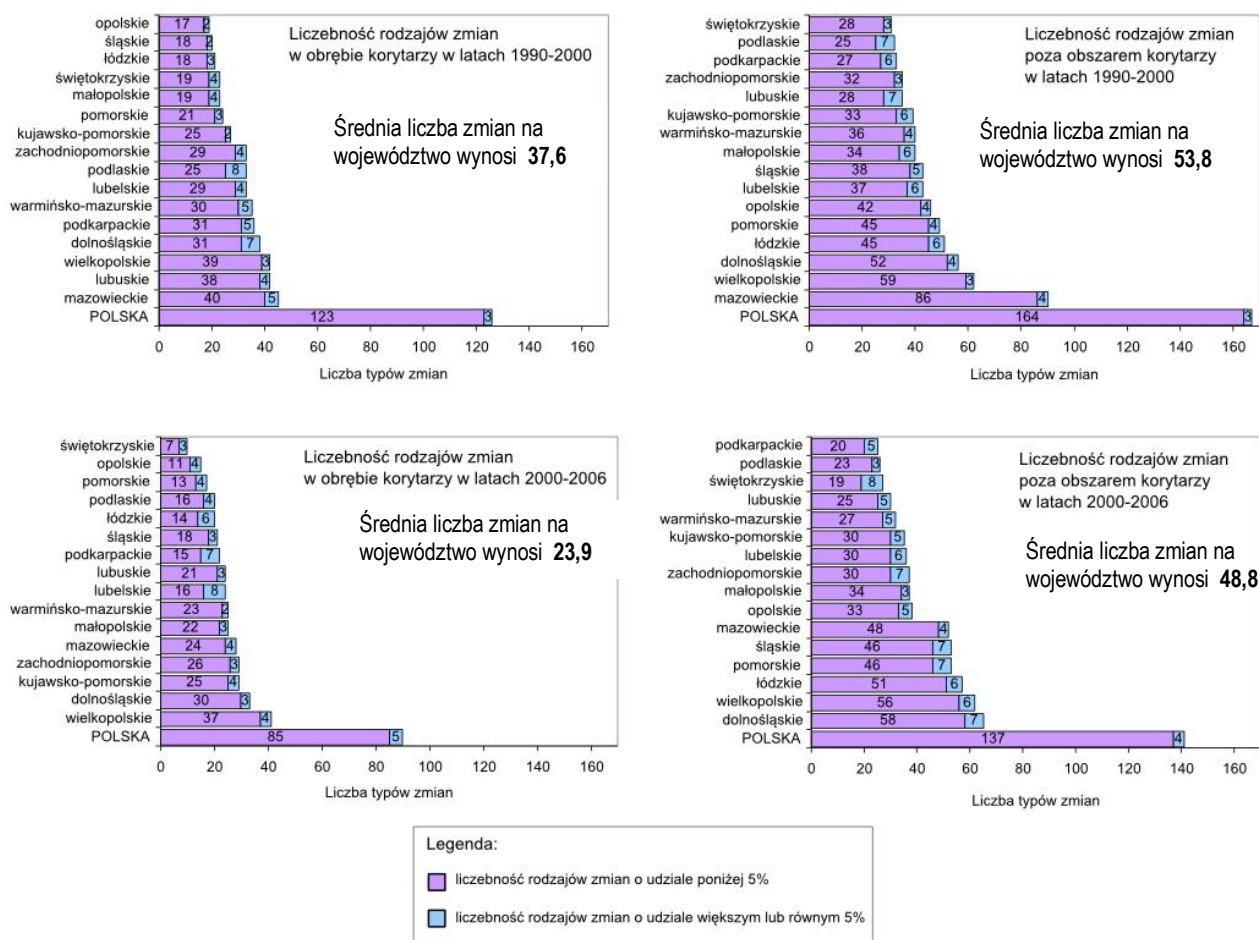 Liczebność rodzajów zmian
w obrębie korytarzy w latach 1990-2000
Średnia liczba zmian na
województwo wynosi 37,6
opolskie 17 2
śląskie 18 2
łódzkie 18 3
świętokrzyskie 19 4
małopolskie 19 4
pomorskie 21 3
kujawsko-pomorskie 25 2
zachodniopomorskie 29 4
podlaskie 25 8
lubelskie 29 4
warmińsko-mazurskie 30 5
podkarpackie 31 5
dolnośląskie 31 7
wielkopolskie 39 3
lubuskie 38 4
mazowieckie 40 5
POLSKA 123 3
0 20 40 60 80 100 120 140 160
Liczba typów zmian
Liczebność rodzajów zmian
poza obszarem korytarzy
w latach 1990-2000
Średnia liczba zmian na
województwo wynosi 53,8
świętokrzyskie 28 3
podlaskie 25 7
podkarpackie 27 6
zachodniopomorskie 32 3
lubuskie 28 7
kujawsko-pomorskie 33 6
warmińsko-mazurskie 36 4
małopolskie 34 6
śląskie 38 5
lubelskie 37 6
opolskie 42 4
pomorskie 45 4
łódzkie 45 6
dolnośląskie 52 4
wielkopolskie 59 3
mazowieckie 86 4
POLSKA 164 3
0 20 40 60 80 100 120 140 160
Liczba typów zmian
Liczebność rodzajów zmian
w obrębie korytarzy w latach 2000-2006
Średnia liczba zmian na
województwo wynosi 23,9
świętokrzyskie 7 3
opolskie 11 4
pomorskie 13 4
podlaskie 16 4
łódzkie 14 6
śląskie 18 3
podkarpackie 15 7
lubuskie 21 3
lubelskie 16 8
warmińsko-mazurskie 23 2
małopolskie 22 3
mazowieckie 24 4
zachodniopomorskie 26 3
kujawsko-pomorskie 25 4
dolnośląskie 30 3
wielkopolskie 37 4
POLSKA 85 5
0 20 40 60 80 100 120 140 160
Liczba typów zmian
Liczebność rodzajów zmian
poza obszarem korytarzy
w latach 2000-2006
Średnia liczba zmian na
województwo wynosi 48,8
podkarpackie 20 5
podlaskie 23 3
świętokrzyskie 19 8
lubuskie 25 5
warmińsko-mazurskie 27 5
kujawsko-pomorskie 30 5
lubelskie 30 6
zachodniopomorskie 30 7
małopolskie 34 3
opolskie 33 5
mazowieckie 48 4
śląskie 46 7
pomorskie 46 7
łódzkie 51 6
wielkopolskie 56 6
dolnośląskie 58 7
POLSKA 137 4
0 20 40 60 80 100 120 140 160
Liczba typów zmian
Legenda:
liczebność rodzajów zmian o udziale poniżej 5%
liczebność rodzajów zmian o udziale większym lub równym 5%